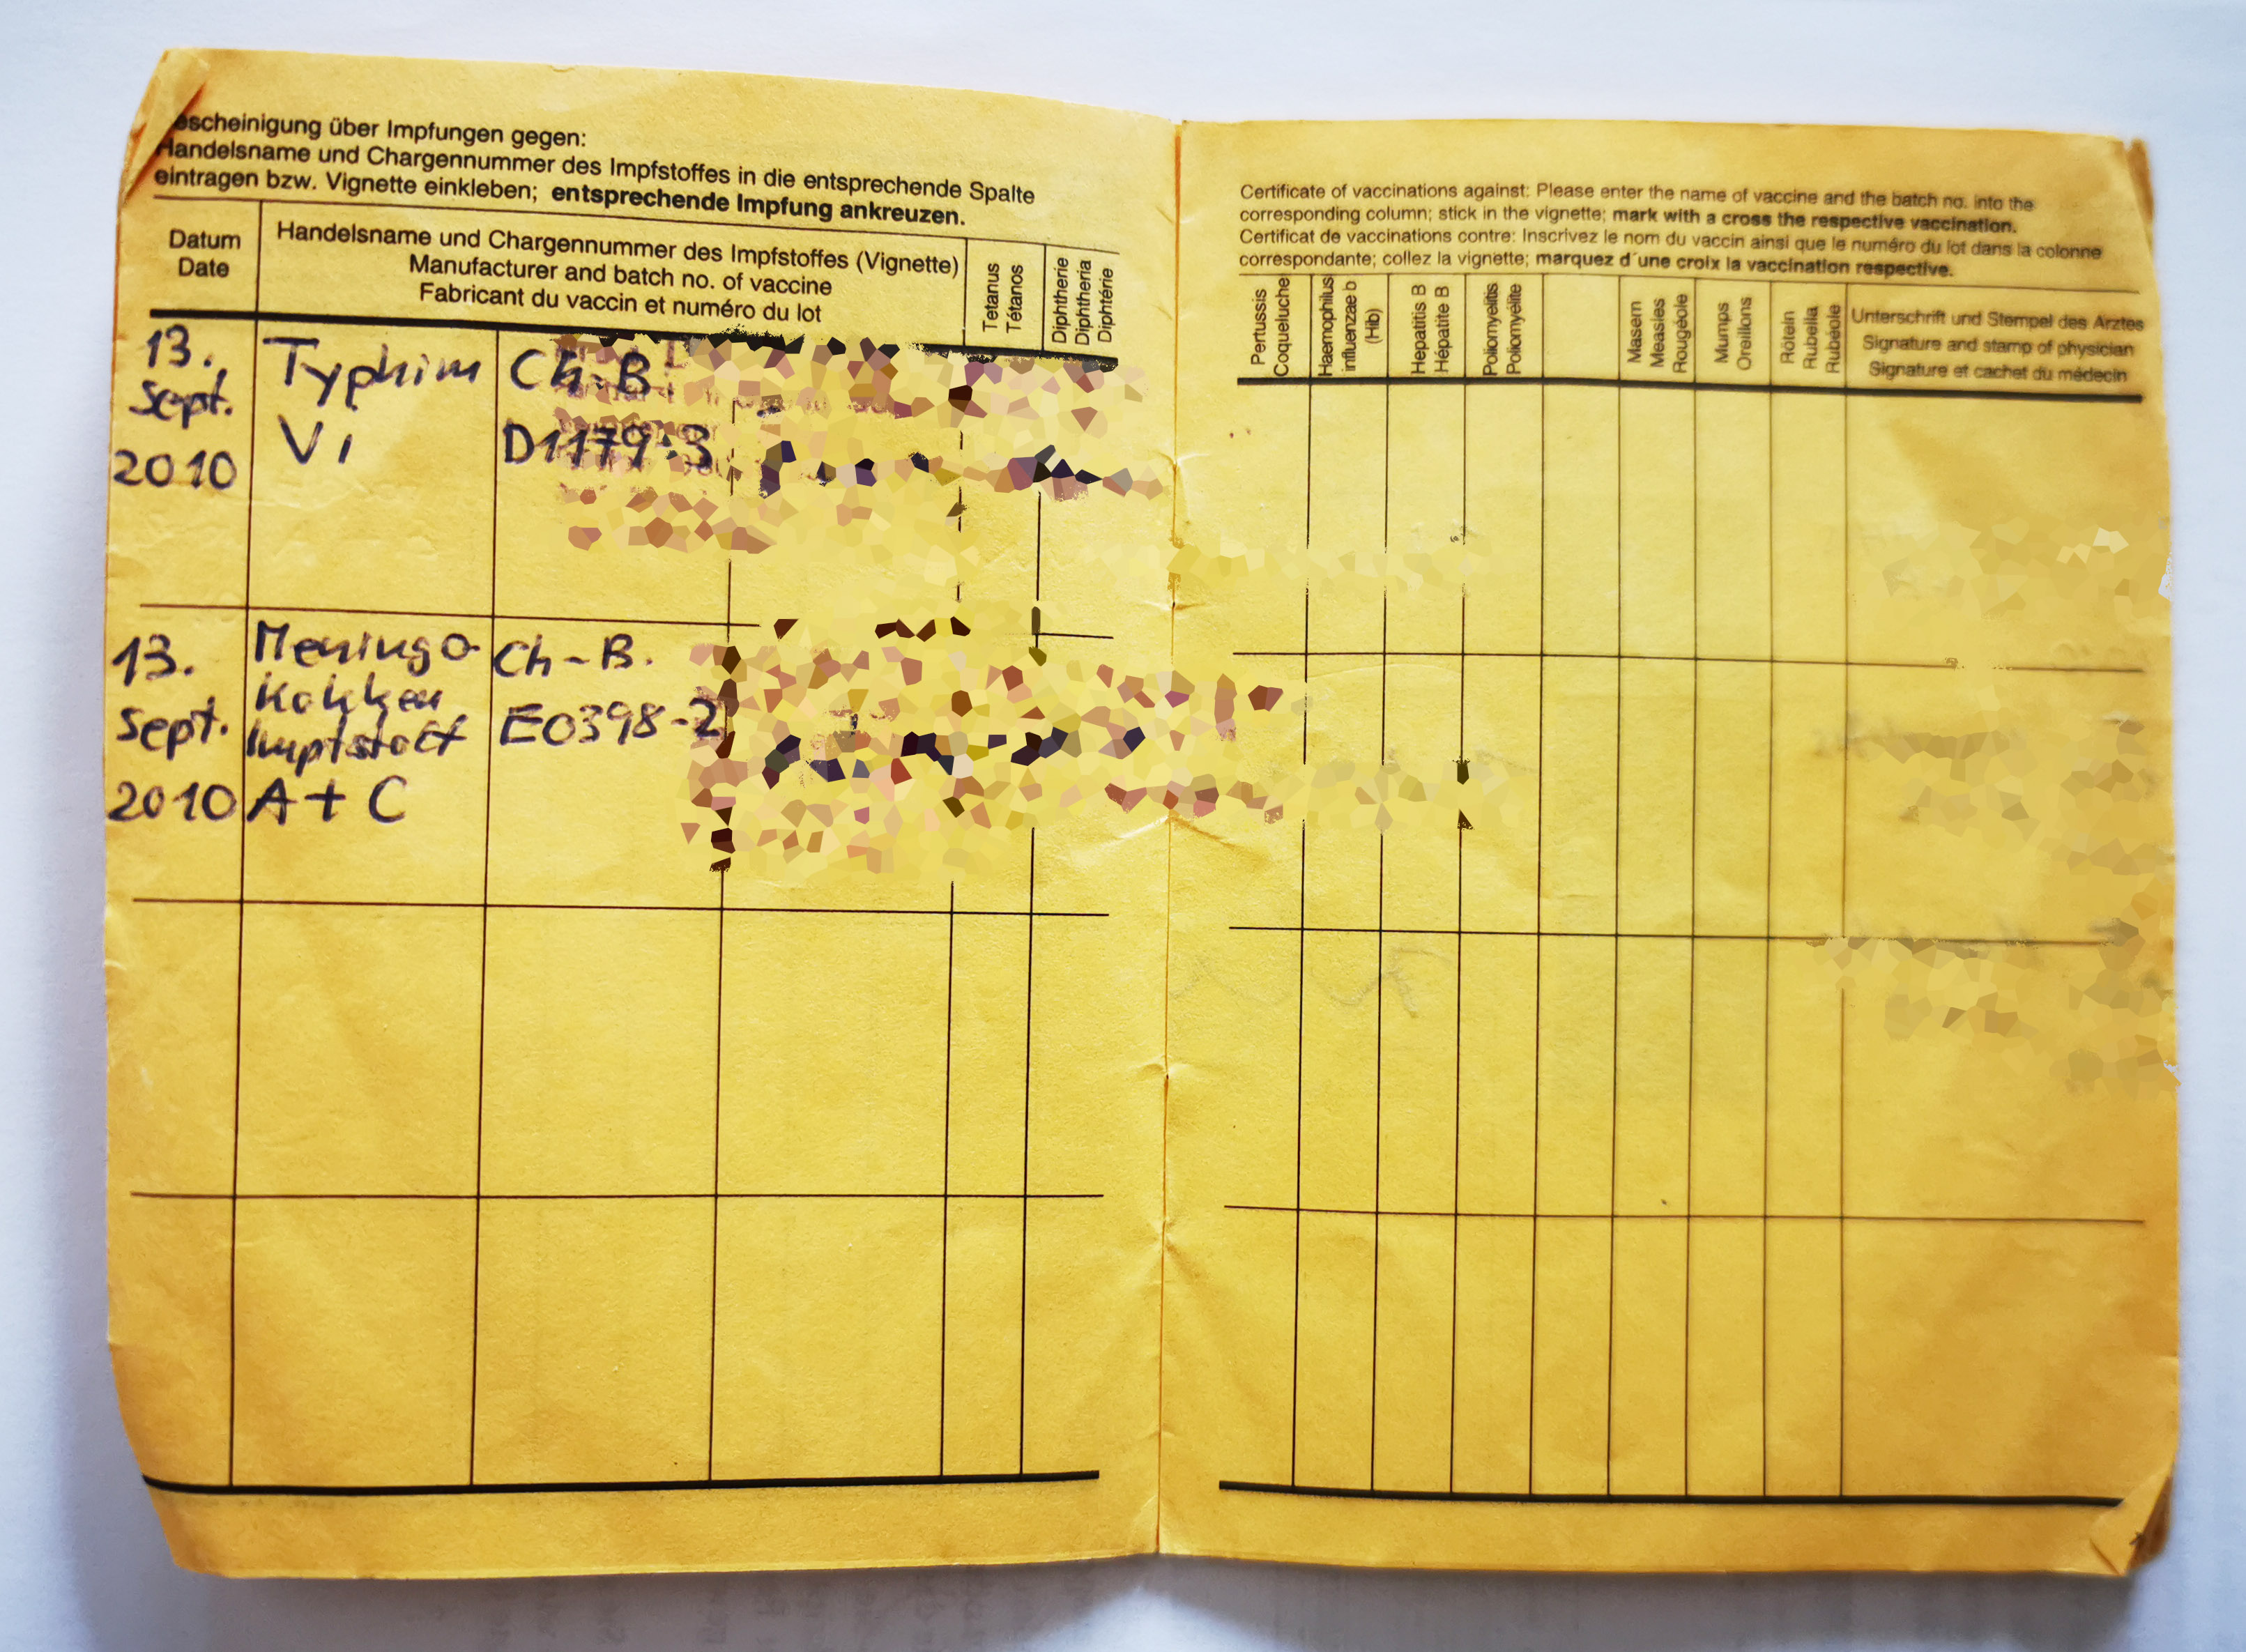 escheinigung über Impfungen gegen:
Handelsname und Chargennummer des Impfstoffes in die entsprechende Spalte
eintragen bzw. Vignette einkleben; entsprechende Impfung ankreuzen.
Datum
Date
Handelsname und Chargennummer des Impfstoffes (Vignette)
Manufacturer and batch no. of vaccine
Fabricant du vaccin et numéro du lot
Tetanus
Tétanos
Diphtherie
Diphtheria
Diphtérie
13.
Sept.
2010
Typhim
Vi
Ch-B
D1179-3
13.
Sept.
2010
Meningo-
kokken
Impfstoff
A + C
Ch-B.
E0398-2
Certificate of vaccinations against: Please enter the name of vaccine and the batch no. into the
corresponding column; stick in the vignette; mark with a cross the respective vaccination.
Certificat de vaccinations contre: Inscrivez le nom du vaccin ainsi que le numéro du lot dans la colonne
correspondante; collez la vignette; marquez d´une croix la vaccination respective.
Pertussis
Coqueluche
Haemophilus
influenzae b
(Hib)
Hepatitis B
Hépatite B
Poliomyelitis
Poliomyélite
Masern
Measles
Rougéole
Mumps
Oreillons
Röteln
Rubella
Rubéole
Unterschrift und Stempel des Arztes
Signature and stamp of physician
Signature et cachet du médecin